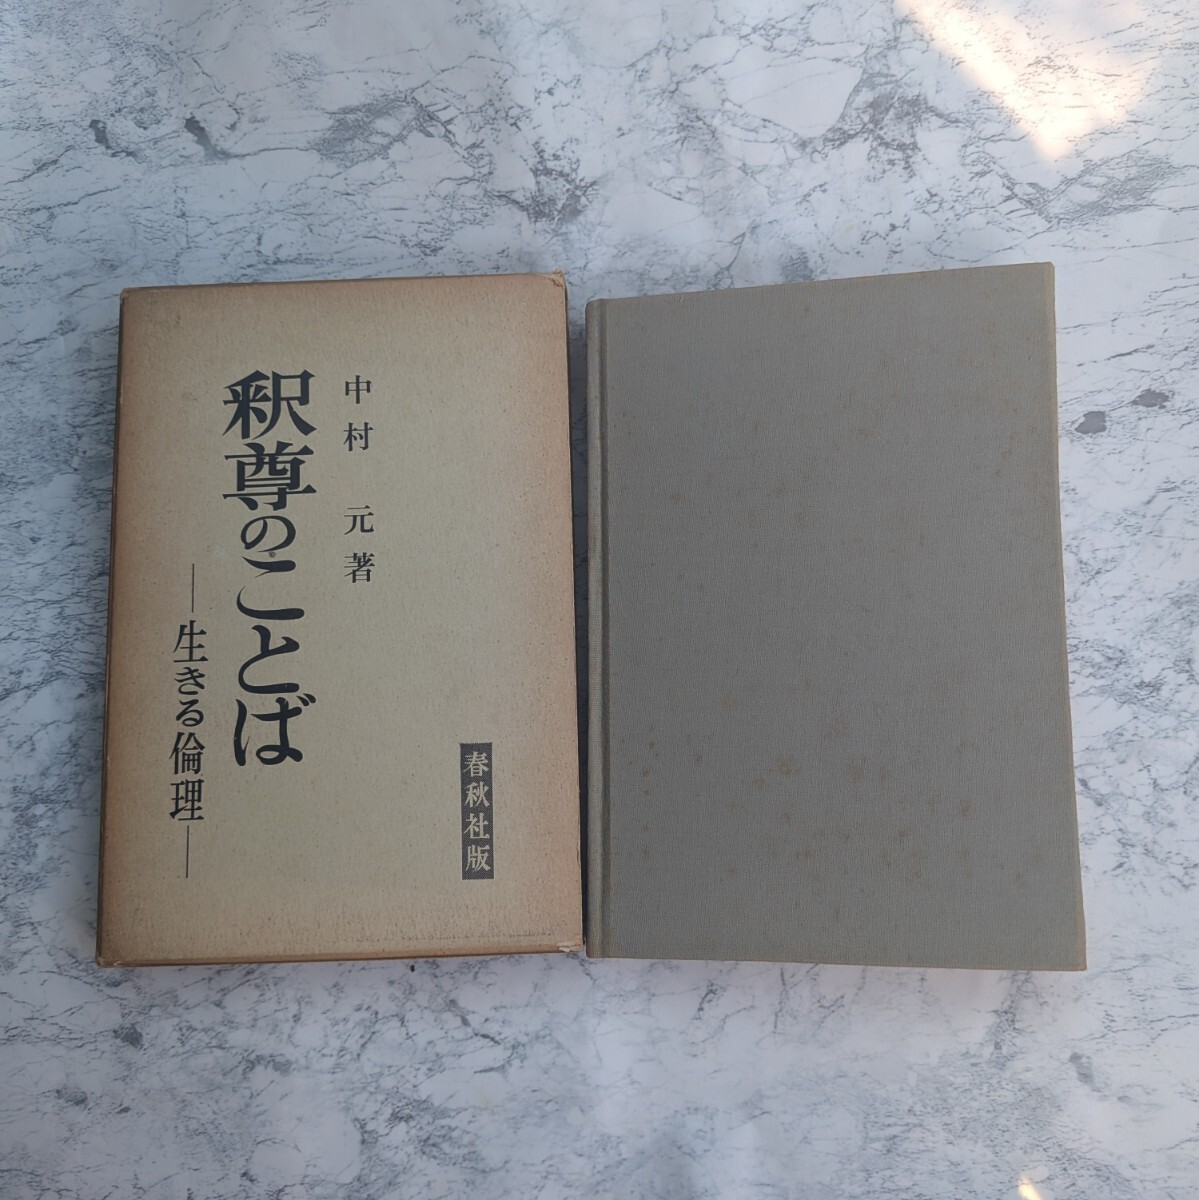 中村 元著
釈尊のことば
―生きる倫理―
春秋社版